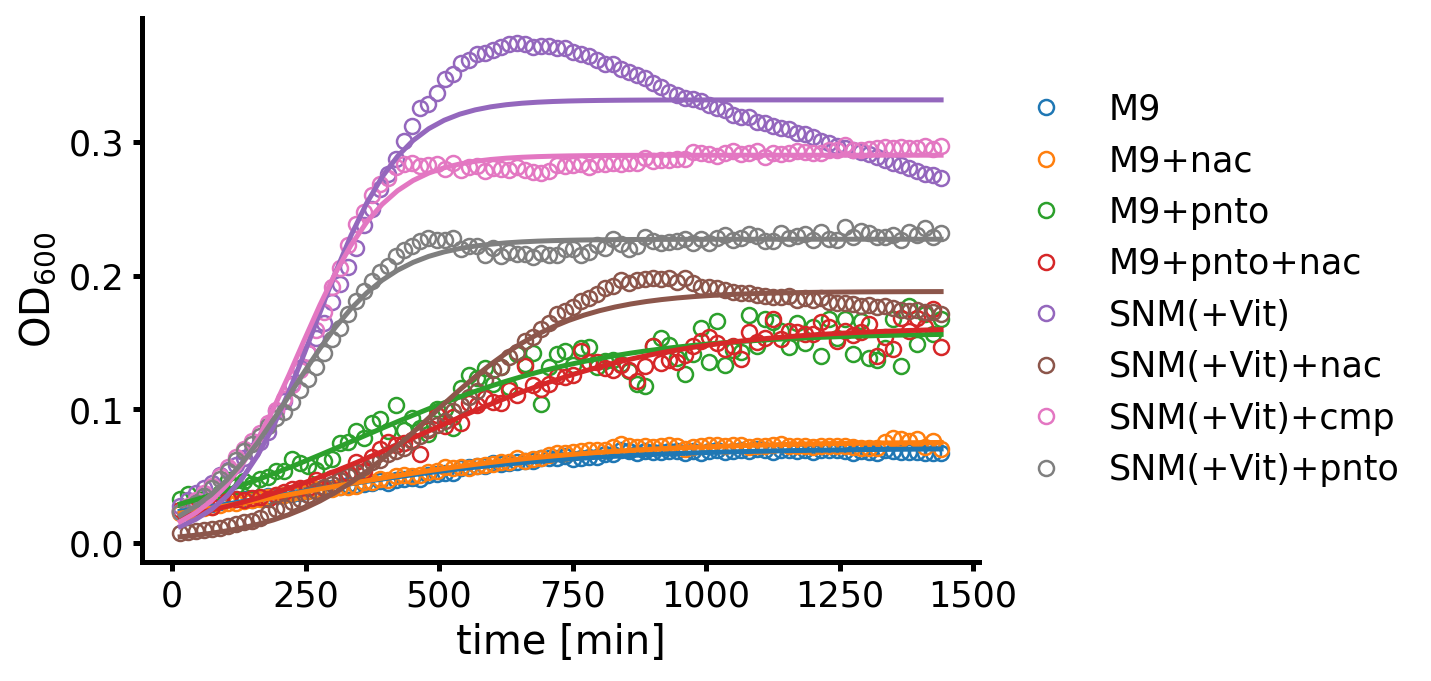 OD600
0.3
0.2
0.1
0.0
0 250 500 750 1000 1250 1500
time [min]
M9
M9+nac
M9+pnto
M9+pnto+nac
SNM(+Vit)
SNM(+Vit)+nac
SNM(+Vit)+cmp
SNM(+Vit)+pnto